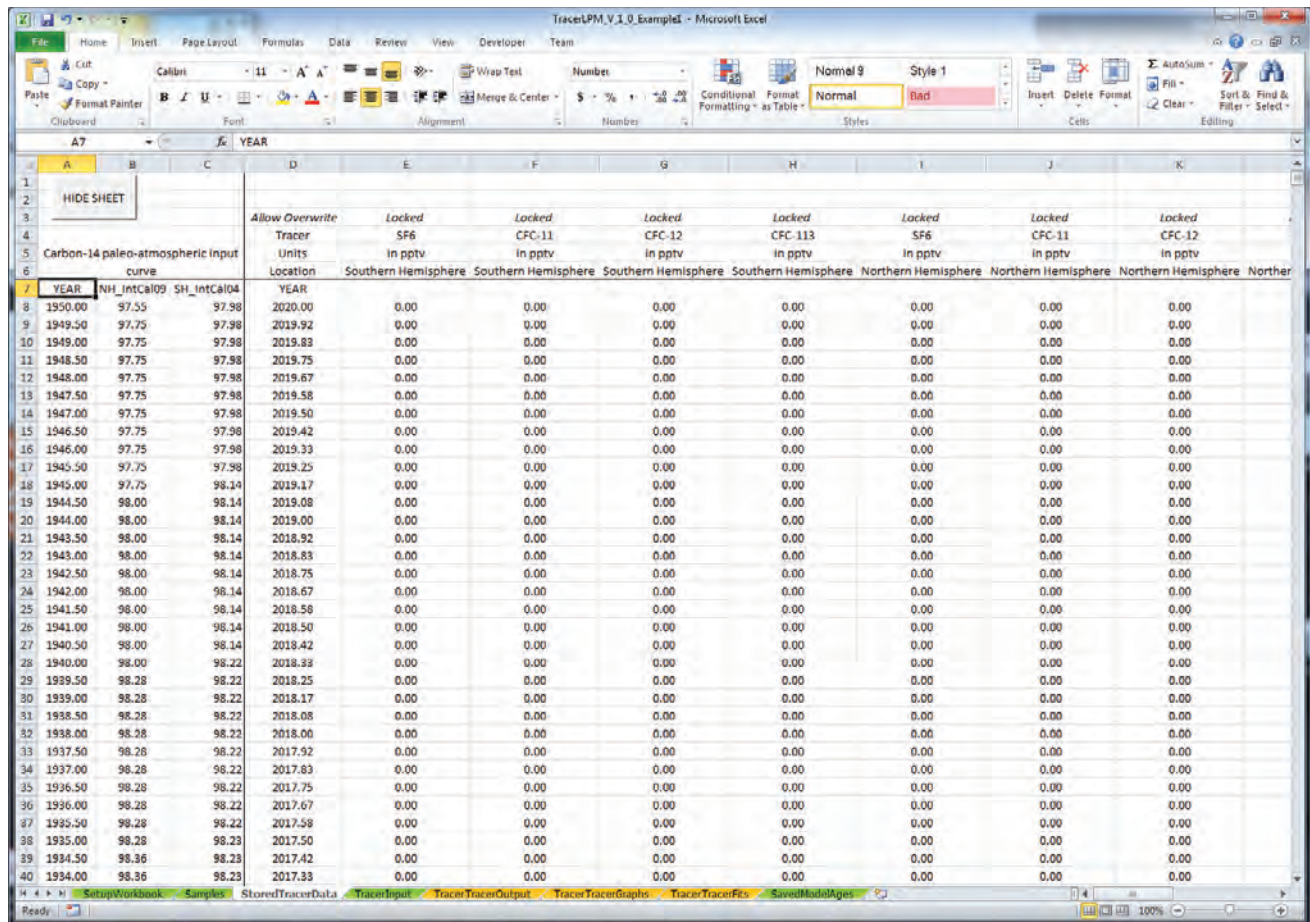 TracerLPM_V_1_0_Example1 - Microsoft Excel
File Home Insert Page Layout Formulas Data Review View Developer Team
Cut Calibri 11 A A Wrap Text Number Normal 9 Style 1 Σ AutoSum
Copy Fill
Paste Format Painter B I U A Merge & Center $ % , Conditional Formatting Format as Table Normal Bad Insert Delete Format Clear Sort & Filter Find & Select
Clipboard Font Alignment Number Styles Cells Editing
A7 fx YEAR
A B C D E F G H I J K
1
2 HIDE SHEET
3 Allow Overwrite Locked Locked Locked Locked Locked Locked Locked
4 Tracer SF6 CFC-11 CFC-12 CFC-113 SF6 CFC-11 CFC-12
5 Carbon-14 paleo-atmospheric input Units in pptv in pptv in pptv in pptv in pptv in pptv in pptv
6 curve Location Southern Hemisphere Southern Hemisphere Southern Hemisphere Southern Hemisphere Northern Hemisphere Northern Hemisphere Northern Hemisphere Norther
7 YEAR NH_IntCal09 SH_IntCal04 YEAR
8 1950.00 97.55 97.98 2020.00 0.00 0.00 0.00 0.00 0.00 0.00 0.00
9 1949.50 97.75 97.98 2019.92 0.00 0.00 0.00 0.00 0.00 0.00 0.00
10 1949.00 97.75 97.98 2019.83 0.00 0.00 0.00 0.00 0.00 0.00 0.00
11 1948.50 97.75 97.98 2019.75 0.00 0.00 0.00 0.00 0.00 0.00 0.00
12 1948.00 97.75 97.98 2019.67 0.00 0.00 0.00 0.00 0.00 0.00 0.00
13 1947.50 97.75 97.98 2019.58 0.00 0.00 0.00 0.00 0.00 0.00 0.00
14 1947.00 97.75 97.98 2019.50 0.00 0.00 0.00 0.00 0.00 0.00 0.00
15 1946.50 97.75 97.98 2019.42 0.00 0.00 0.00 0.00 0.00 0.00 0.00
16 1946.00 97.75 97.98 2019.33 0.00 0.00 0.00 0.00 0.00 0.00 0.00
17 1945.50 97.75 97.98 2019.25 0.00 0.00 0.00 0.00 0.00 0.00 0.00
18 1945.00 97.75 98.14 2019.17 0.00 0.00 0.00 0.00 0.00 0.00 0.00
19 1944.50 98.00 98.14 2019.08 0.00 0.00 0.00 0.00 0.00 0.00 0.00
20 1944.00 98.00 98.14 2019.00 0.00 0.00 0.00 0.00 0.00 0.00 0.00
21 1943.50 98.00 98.14 2018.92 0.00 0.00 0.00 0.00 0.00 0.00 0.00
22 1943.00 98.00 98.14 2018.83 0.00 0.00 0.00 0.00 0.00 0.00 0.00
23 1942.50 98.00 98.14 2018.75 0.00 0.00 0.00 0.00 0.00 0.00 0.00
24 1942.00 98.00 98.14 2018.67 0.00 0.00 0.00 0.00 0.00 0.00 0.00
25 1941.50 98.00 98.14 2018.58 0.00 0.00 0.00 0.00 0.00 0.00 0.00
26 1941.00 98.00 98.14 2018.50 0.00 0.00 0.00 0.00 0.00 0.00 0.00
27 1940.50 98.00 98.14 2018.42 0.00 0.00 0.00 0.00 0.00 0.00 0.00
28 1940.00 98.00 98.22 2018.33 0.00 0.00 0.00 0.00 0.00 0.00 0.00
29 1939.50 98.28 98.22 2018.25 0.00 0.00 0.00 0.00 0.00 0.00 0.00
30 1939.00 98.28 98.22 2018.17 0.00 0.00 0.00 0.00 0.00 0.00 0.00
31 1938.50 98.28 98.22 2018.08 0.00 0.00 0.00 0.00 0.00 0.00 0.00
32 1938.00 98.28 98.22 2018.00 0.00 0.00 0.00 0.00 0.00 0.00 0.00
33 1937.50 98.28 98.22 2017.92 0.00 0.00 0.00 0.00 0.00 0.00 0.00
34 1937.00 98.28 98.22 2017.83 0.00 0.00 0.00 0.00 0.00 0.00 0.00
35 1936.50 98.28 98.22 2017.75 0.00 0.00 0.00 0.00 0.00 0.00 0.00
36 1936.00 98.28 98.22 2017.67 0.00 0.00 0.00 0.00 0.00 0.00 0.00
37 1935.50 98.28 98.22 2017.58 0.00 0.00 0.00 0.00 0.00 0.00 0.00
38 1935.00 98.28 98.23 2017.50 0.00 0.00 0.00 0.00 0.00 0.00 0.00
39 1934.50 98.36 98.23 2017.42 0.00 0.00 0.00 0.00 0.00 0.00 0.00
40 1934.00 98.36 98.23 2017.33 0.00 0.00 0.00 0.00 0.00 0.00 0.00
SetupWorkbook Samples StoredTracerData TracerInput TracerTracerOutput TracerTracerGraphs TracerTracerFits SavedModelAges
Ready 100%